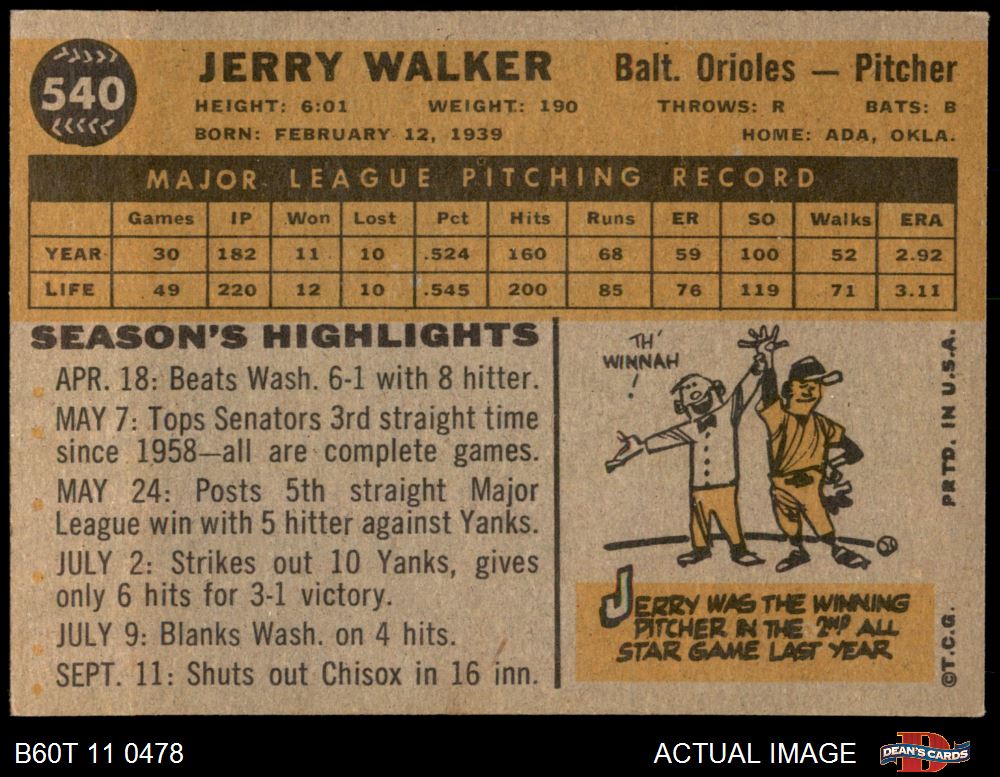 540
JERRY WALKER
Balt. Orioles — Pitcher
HEIGHT: 6:01 WEIGHT: 190 THROWS: R BATS: B
BORN: FEBRUARY 12, 1939 HOME: ADA, OKLA.
MAJOR LEAGUE PITCHING RECORD
Games IP Won Lost Pct Hits Runs ER SO Walks ERA
YEAR 30 182 11 10 .524 160 68 59 100 52 2.92
LIFE 49 220 12 10 .545 200 85 76 119 71 3.11
SEASON'S HIGHLIGHTS
APR. 18: Beats Wash. 6-1 with 8 hitter.
MAY 7: Tops Senators 3rd straight time
since 1958—all are complete games.
MAY 24: Posts 5th straight Major
League win with 5 hitter against Yanks.
JULY 2: Strikes out 10 Yanks, gives
only 6 hits for 3-1 victory.
JULY 9: Blanks Wash. on 4 hits.
SEPT. 11: Shuts out Chisox in 16 inn.
TH'
WINNAH
!
JERRY WAS THE WINNING
PITCHER IN THE 2ND ALL
STAR GAME LAST YEAR
©T.C.G. PRTD. IN U.S.A.
B60T 11 0478
ACTUAL IMAGE
DEAN'S CARDS